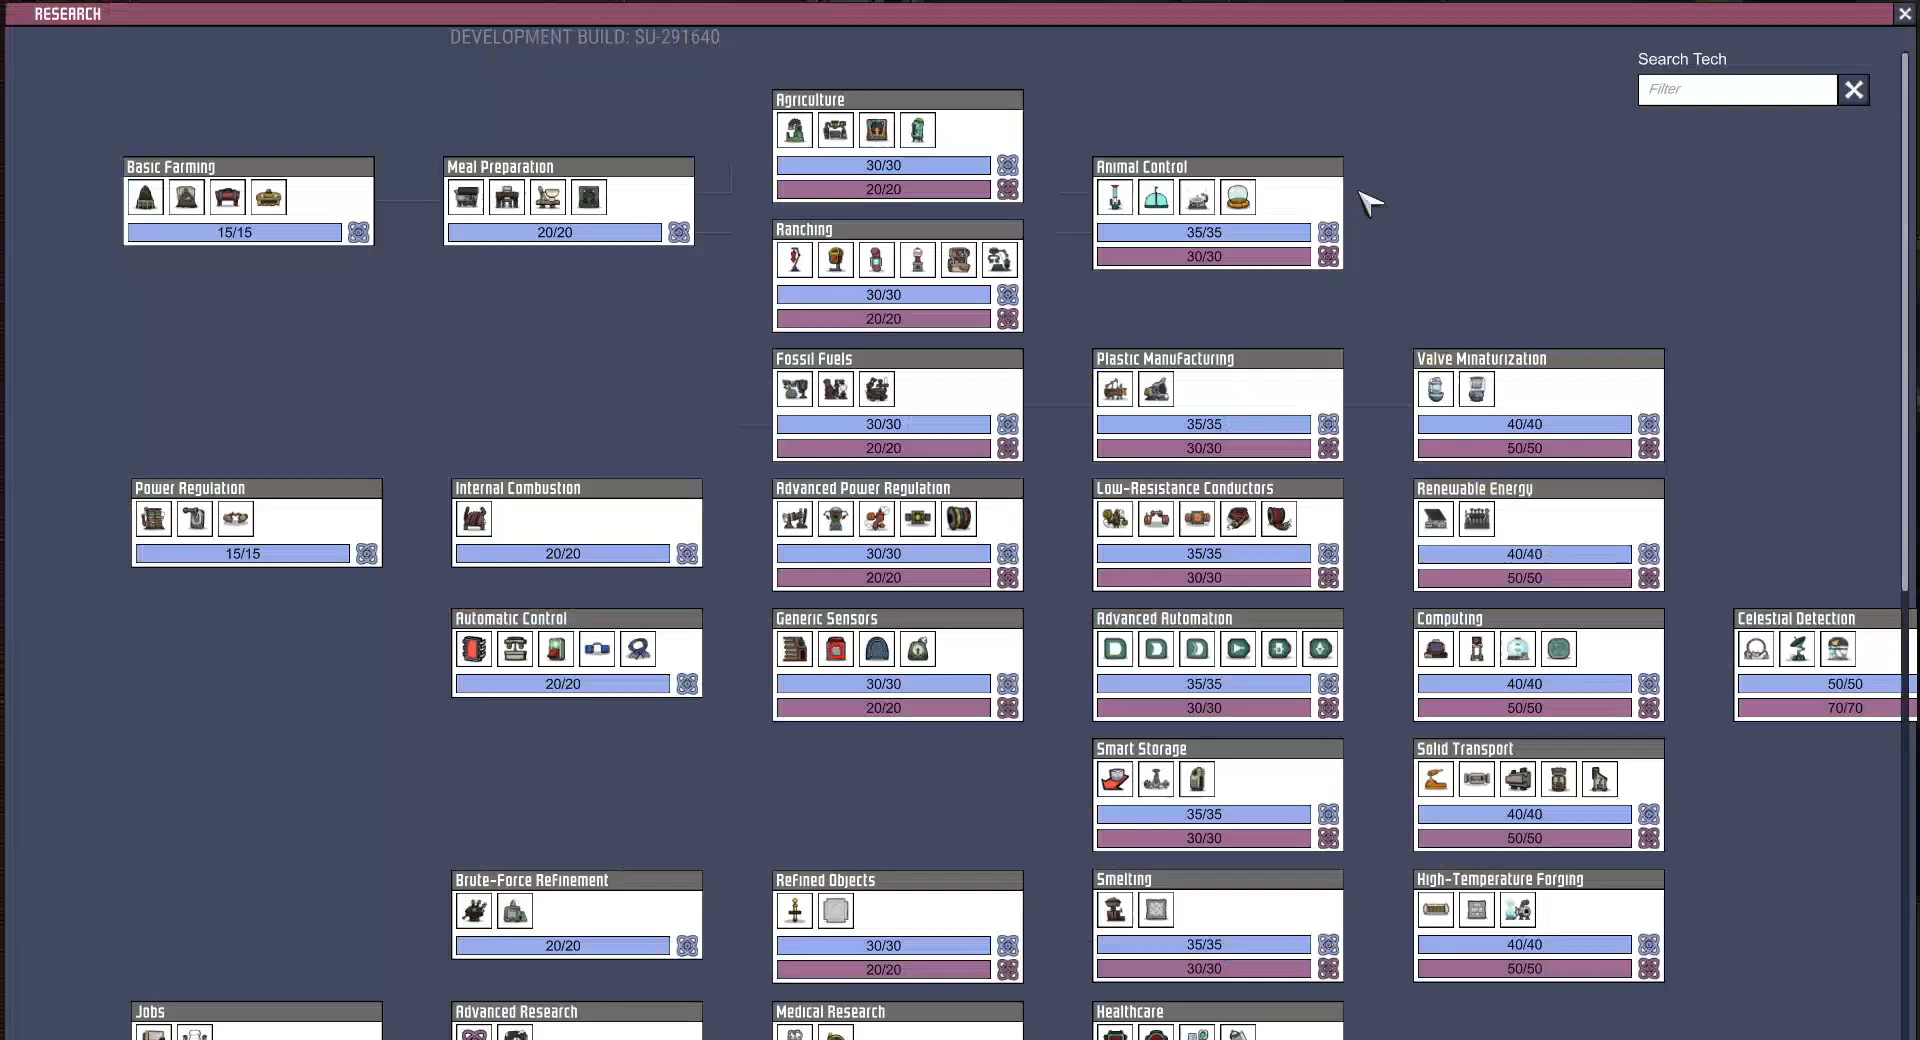 RESEARCH
DEVELOPMENT BUILD: SU-291640
Search Tech
Filter
Agriculture
30/30
20/20
Basic Farming
15/15
Meal Preparation
20/20
Animal Control
35/35
30/30
Ranching
30/30
20/20
Fossil Fuels
30/30
20/20
Plastic Manufacturing
35/35
30/30
Valve Minaturization
40/40
50/50
Power Regulation
15/15
Internal Combustion
20/20
Advanced Power Regulation
30/30
20/20
Low-Resistance Conductors
35/35
30/30
Renewable Energy
40/40
50/50
Automatic Control
20/20
Generic Sensors
30/30
20/20
Advanced Automation
35/35
30/30
Computing
40/40
50/50
Celestial Detection
50/50
70/70
Smart Storage
35/35
30/30
Solid Transport
40/40
50/50
Brute-Force Refinement
20/20
Refined Objects
30/30
20/20
Smelting
35/35
30/30
High-Temperature Forging
40/40
50/50
Jobs
Advanced Research
Medical Research
Healthcare